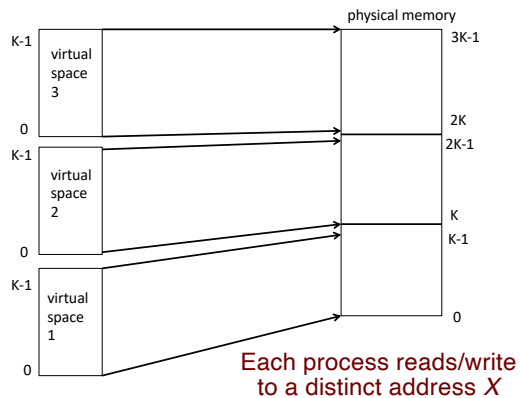 physical memory
K-1
3K-1
virtual
space
3
0
2K
K-1
2K-1
virtual
space
2
K
0
K-1
K-1
virtual
space
1
0
0
Each process reads/write
to a distinct address X